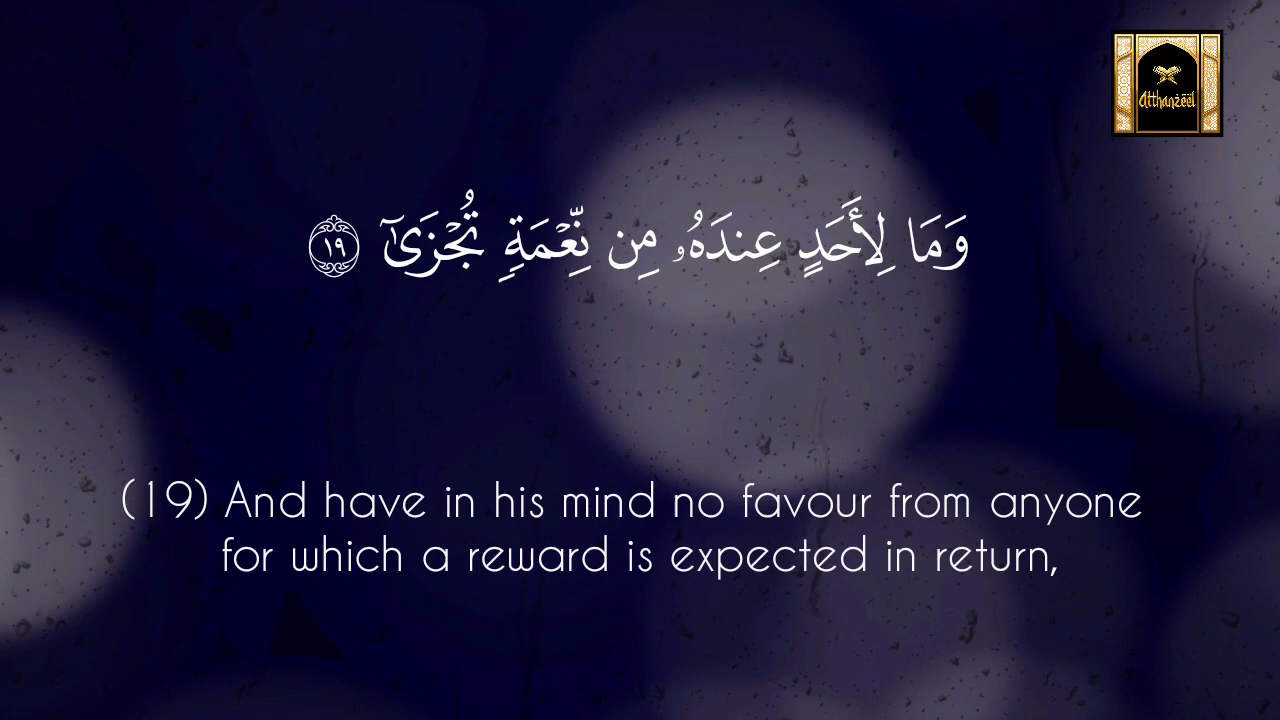 Atthanzeel
وَمَا لِأَحَدٍ عِندَهُۥ مِن نِّعْمَةٍ تُجْزَىٰٓ ١٩
(19) And have in his mind no favour from anyone
for which a reward is expected in return,